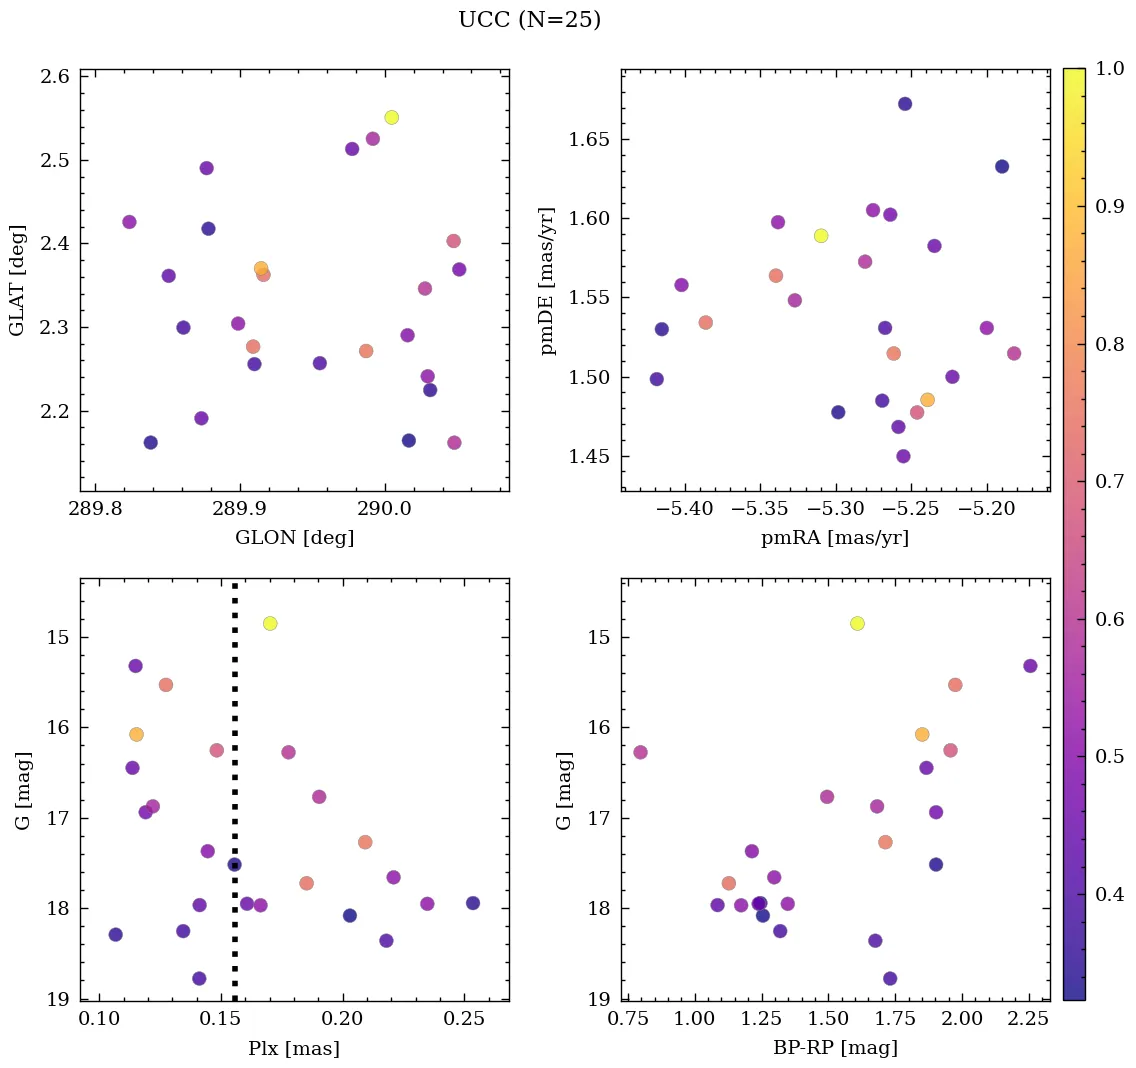 UCC (N=25)
2.6
2.5
2.4
2.3
2.2
GLAT [deg]
289.8 289.9 290.0
GLON [deg]
1.65
1.60
1.55
1.50
1.45
pmDE [mas/yr]
−5.40 −5.35 −5.30 −5.25 −5.20
pmRA [mas/yr]
15
16
17
18
19
G [mag]
0.10 0.15 0.20 0.25
Plx [mas]
15
16
17
18
19
G [mag]
0.75 1.00 1.25 1.50 1.75 2.00 2.25
BP-RP [mag]
1.0
0.9
0.8
0.7
0.6
0.5
0.4